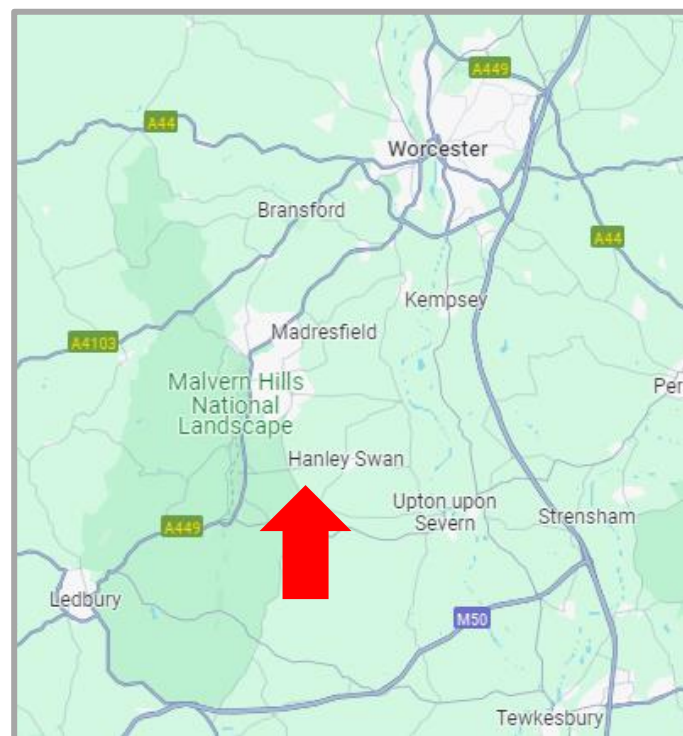 A449
A44
Worcester
Bransford
A44
Kempsey
Madresfield
A4103
Malvern Hills
National
Landscape
Per
Hanley Swan
Upton upon
Severn
Strensham
A449
Ledbury
M50
Tewkesbury